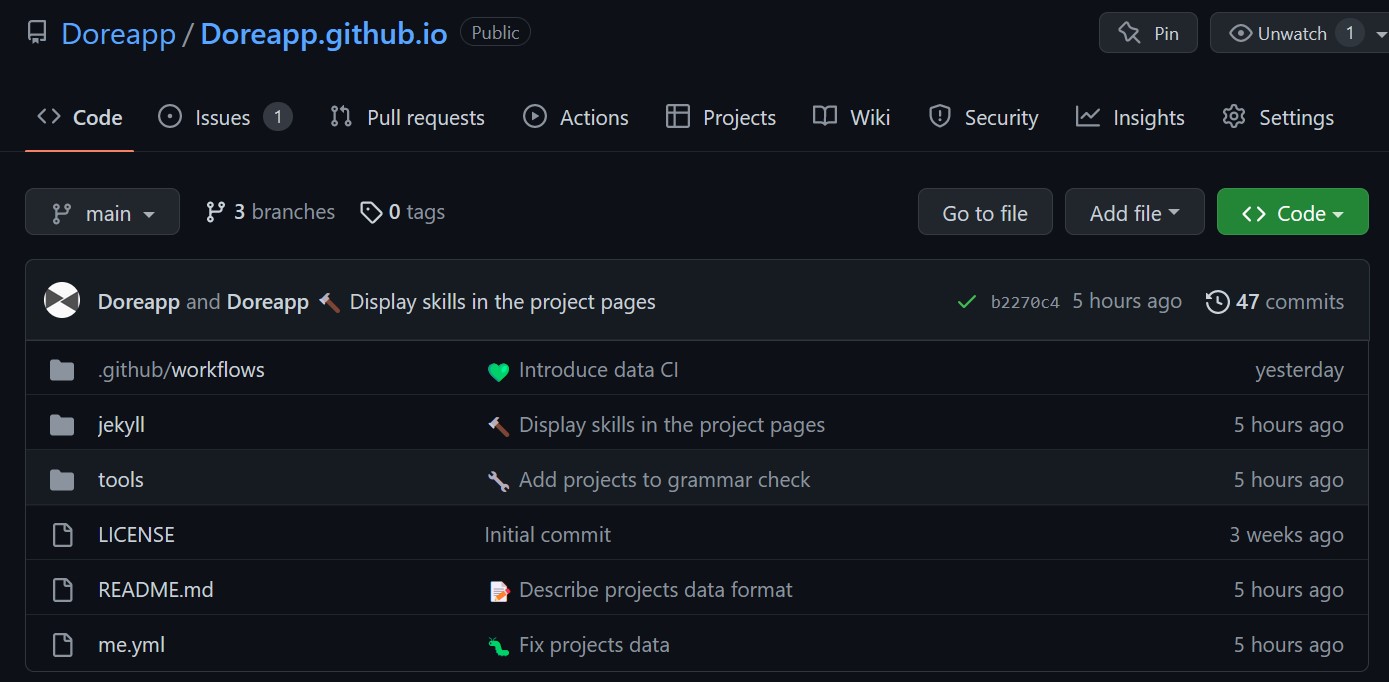 Doreapp / Doreapp.github.io Public Pin Unwatch 1
Code Issues 1 Pull requests Actions Projects Wiki Security Insights Settings
main 3 branches 0 tags Go to file Add file Code
Doreapp and Doreapp 🔨 Display skills in the project pages b2270c4 5 hours ago 47 commits
.github/workflows 💚 Introduce data CI yesterday
jekyll 🔨 Display skills in the project pages 5 hours ago
tools 🔧 Add projects to grammar check 5 hours ago
LICENSE Initial commit 3 weeks ago
README.md 📝 Describe projects data format 5 hours ago
me.yml 🐛 Fix projects data 5 hours ago